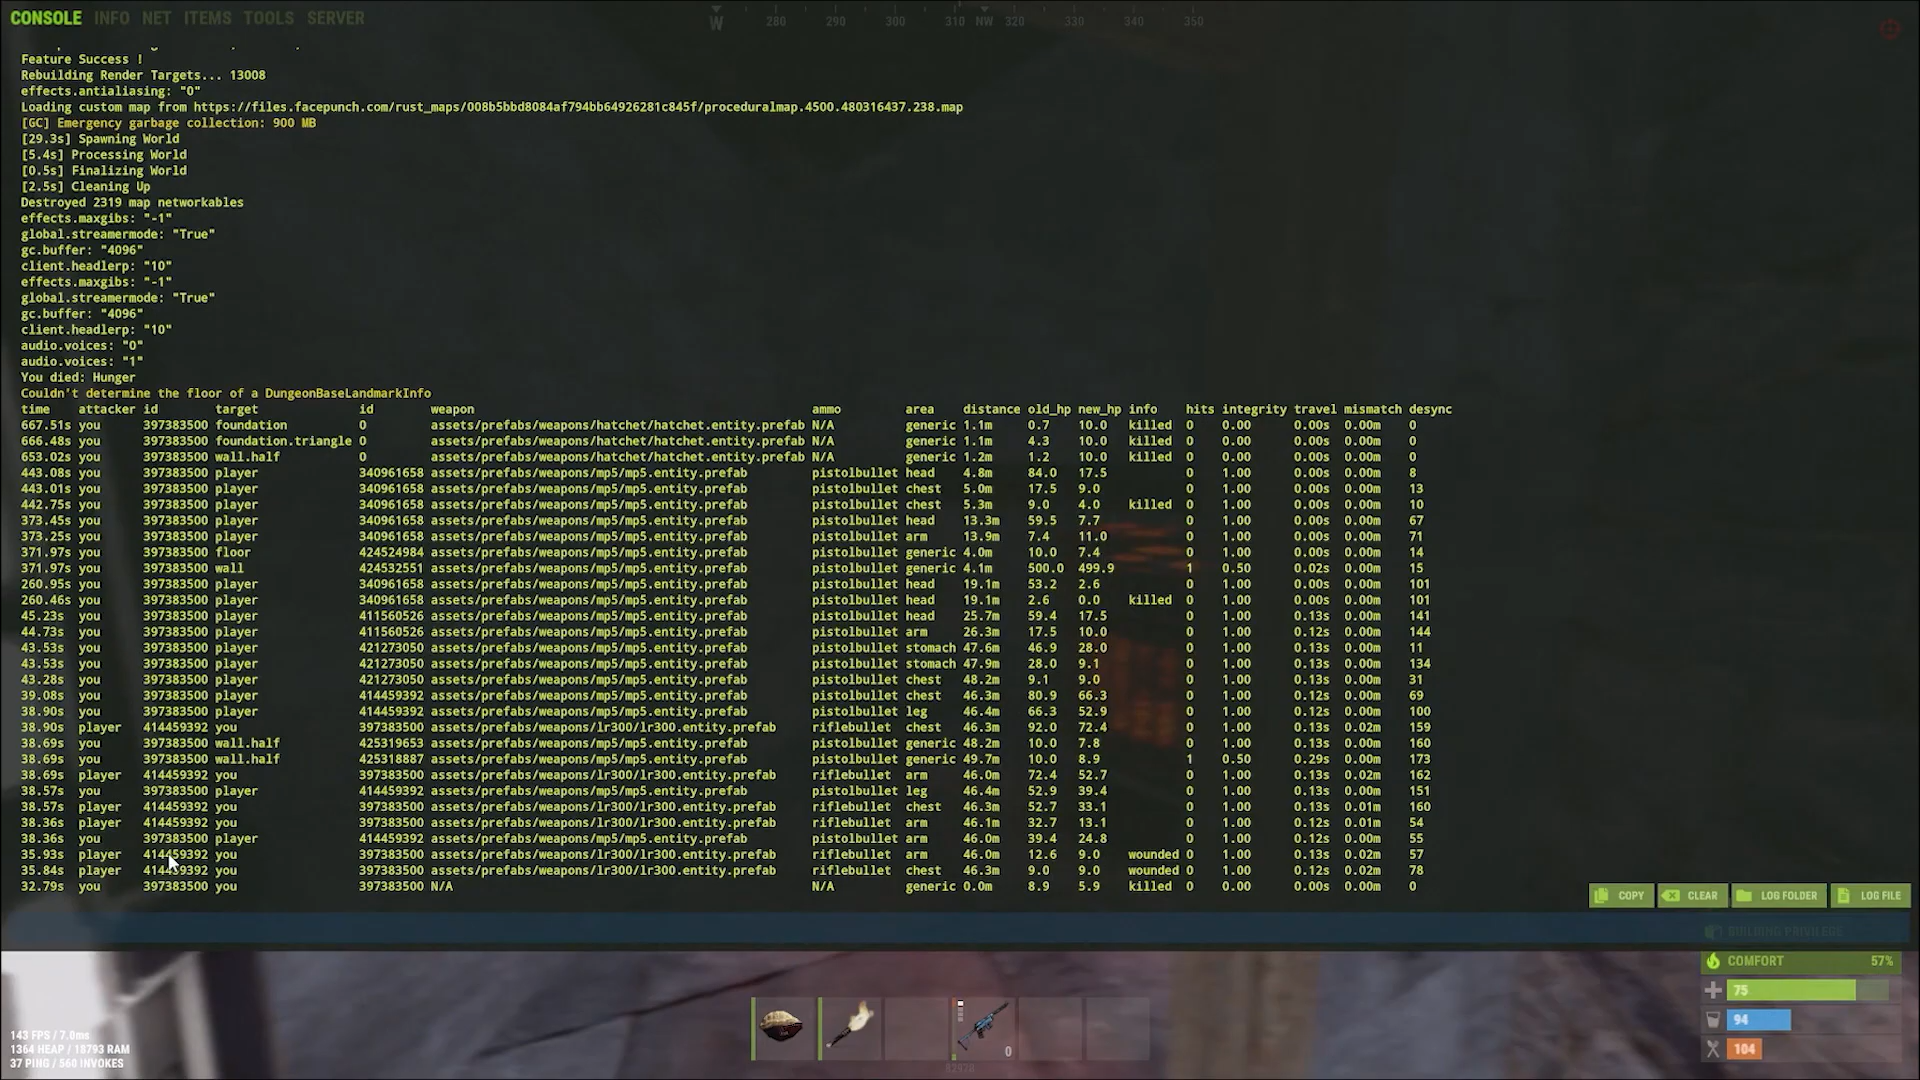 CONSOLE INFO NET ITEMS TOOLS SERVER
W 280 290 300 310 NW 320 330 340 350
Feature Success !
Rebuilding Render Targets... 13008
effects.antialiasing: "0"
Loading custom map from https://files.facepunch.com/rust_maps/008b5bbd8084af794bb64926281c845f/proceduralmap.4500.480316437.238.map
[GC] Emergency garbage collection: 900 MB
[29.3s] Spawning World
[5.4s] Processing World
[0.5s] Finalizing World
[2.5s] Cleaning Up
Destroyed 2319 map networkables
effects.maxgibs: "-1"
global.streamermode: "True"
gc.buffer: "4096"
client.headlerp: "10"
effects.maxgibs: "-1"
global.streamermode: "True"
gc.buffer: "4096"
client.headlerp: "10"
audio.voices: "0"
audio.voices: "1"
You died: Hunger
Couldn't determine the floor of a DungeonBaseLandmarkInfo
time attacker id target id weapon ammo area distance old_hp new_hp info hits integrity travel mismatch desync
667.51s you 397383500 foundation 0 assets/prefabs/weapons/hatchet/hatchet.entity.prefab N/A generic 1.1m 0.7 10.0 killed 0 0.00 0.00s 0.00m 0
666.48s you 397383500 foundation.triangle 0 assets/prefabs/weapons/hatchet/hatchet.entity.prefab N/A generic 1.1m 4.3 10.0 killed 0 0.00 0.00s 0.00m 0
653.02s you 397383500 wall.half 0 assets/prefabs/weapons/hatchet/hatchet.entity.prefab N/A generic 1.2m 1.2 10.0 killed 0 0.00 0.00s 0.00m 0
443.08s you 397383500 player 340961658 assets/prefabs/weapons/mp5/mp5.entity.prefab pistolbullet head 4.8m 84.0 17.5 0 1.00 0.00s 0.00m 8
443.01s you 397383500 player 340961658 assets/prefabs/weapons/mp5/mp5.entity.prefab pistolbullet chest 5.0m 17.5 9.0 0 1.00 0.00s 0.00m 13
442.75s you 397383500 player 340961658 assets/prefabs/weapons/mp5/mp5.entity.prefab pistolbullet chest 5.3m 9.0 4.0 killed 0 1.00 0.00s 0.00m 10
373.45s you 397383500 player 340961658 assets/prefabs/weapons/mp5/mp5.entity.prefab pistolbullet head 13.3m 59.5 7.7 0 1.00 0.00s 0.00m 67
373.25s you 397383500 player 340961658 assets/prefabs/weapons/mp5/mp5.entity.prefab pistolbullet arm 13.9m 7.4 11.0 0 1.00 0.00s 0.00m 71
371.97s you 397383500 floor 424524984 assets/prefabs/weapons/mp5/mp5.entity.prefab pistolbullet generic 4.0m 10.0 7.4 0 1.00 0.00s 0.00m 14
371.97s you 397383500 wall 424532551 assets/prefabs/weapons/mp5/mp5.entity.prefab pistolbullet generic 4.1m 500.0 499.9 1 0.50 0.02s 0.00m 15
260.95s you 397383500 player 340961658 assets/prefabs/weapons/mp5/mp5.entity.prefab pistolbullet head 19.1m 53.2 2.6 0 1.00 0.00s 0.00m 101
260.46s you 397383500 player 340961658 assets/prefabs/weapons/mp5/mp5.entity.prefab pistolbullet head 19.1m 2.6 0.0 killed 0 1.00 0.00s 0.00m 101
45.23s you 397383500 player 411560526 assets/prefabs/weapons/mp5/mp5.entity.prefab pistolbullet head 25.7m 59.4 17.5 0 1.00 0.13s 0.00m 141
44.73s you 397383500 player 411560526 assets/prefabs/weapons/mp5/mp5.entity.prefab pistolbullet arm 26.3m 17.5 10.0 0 1.00 0.12s 0.00m 144
43.53s you 397383500 player 421273050 assets/prefabs/weapons/mp5/mp5.entity.prefab pistolbullet stomach 47.6m 46.9 28.0 0 1.00 0.13s 0.00m 11
43.53s you 397383500 player 421273050 assets/prefabs/weapons/mp5/mp5.entity.prefab pistolbullet stomach 47.9m 28.0 9.1 0 1.00 0.13s 0.00m 134
43.28s you 397383500 player 421273050 assets/prefabs/weapons/mp5/mp5.entity.prefab pistolbullet chest 48.2m 9.1 9.0 0 1.00 0.13s 0.00m 31
39.08s you 397383500 player 414459392 assets/prefabs/weapons/mp5/mp5.entity.prefab pistolbullet chest 46.3m 80.9 66.3 0 1.00 0.12s 0.00m 69
38.90s you 397383500 player 414459392 assets/prefabs/weapons/mp5/mp5.entity.prefab pistolbullet leg 46.4m 66.3 52.9 0 1.00 0.12s 0.00m 100
38.90s player 414459392 you 397383500 assets/prefabs/weapons/lr300/lr300.entity.prefab riflebullet chest 46.3m 92.0 72.4 0 1.00 0.13s 0.02m 159
38.69s you 397383500 wall.half 425319653 assets/prefabs/weapons/mp5/mp5.entity.prefab pistolbullet generic 48.2m 10.0 7.8 0 1.00 0.13s 0.00m 160
38.69s you 397383500 wall.half 425318887 assets/prefabs/weapons/mp5/mp5.entity.prefab pistolbullet generic 49.7m 10.0 8.9 1 0.50 0.29s 0.00m 173
38.69s player 414459392 you 397383500 assets/prefabs/weapons/lr300/lr300.entity.prefab riflebullet arm 46.0m 72.4 52.7 0 1.00 0.13s 0.02m 162
38.57s you 397383500 player 414459392 assets/prefabs/weapons/mp5/mp5.entity.prefab pistolbullet leg 46.4m 52.9 39.4 0 1.00 0.13s 0.00m 151
38.57s player 414459392 you 397383500 assets/prefabs/weapons/lr300/lr300.entity.prefab riflebullet chest 46.3m 52.7 33.1 0 1.00 0.13s 0.01m 160
38.36s player 414459392 you 397383500 assets/prefabs/weapons/lr300/lr300.entity.prefab riflebullet arm 46.1m 32.7 13.1 0 1.00 0.12s 0.01m 54
38.36s you 397383500 player 414459392 assets/prefabs/weapons/mp5/mp5.entity.prefab pistolbullet arm 46.0m 39.4 24.8 0 1.00 0.12s 0.00m 55
35.93s player 414459392 you 397383500 assets/prefabs/weapons/lr300/lr300.entity.prefab riflebullet arm 46.0m 12.6 9.0 wounded 0 1.00 0.13s 0.02m 57
35.84s player 414459392 you 397383500 assets/prefabs/weapons/lr300/lr300.entity.prefab riflebullet chest 46.3m 9.0 9.0 wounded 0 1.00 0.12s 0.02m 78
32.79s you 397383500 you 397383500 N/A N/A generic 0.0m 8.9 5.9 killed 0 0.00 0.00s 0.00m 0
COPY CLEAR LOG FOLDER LOG FILE
BUILDING PRIVILEGE
COMFORT 57%
75
94
104
0
143 FPS / 7.0ms
1364 HEAP / 18793 RAM
37 PING / 560 INVOKES